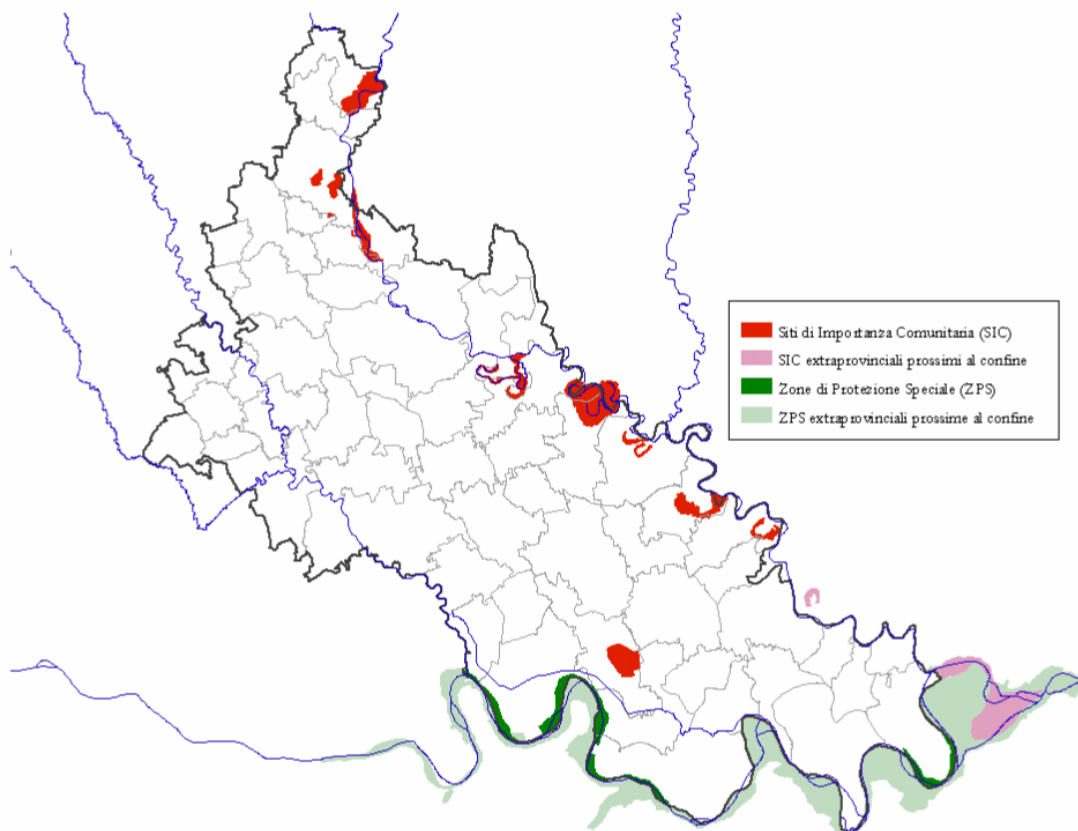 Siti di Importanza Comunitaria (SIC)
SIC extraprovinciali prossimi al confine
Zone di Protezione Speciale (ZPS)
ZPS extraprovinciali prossime al confine